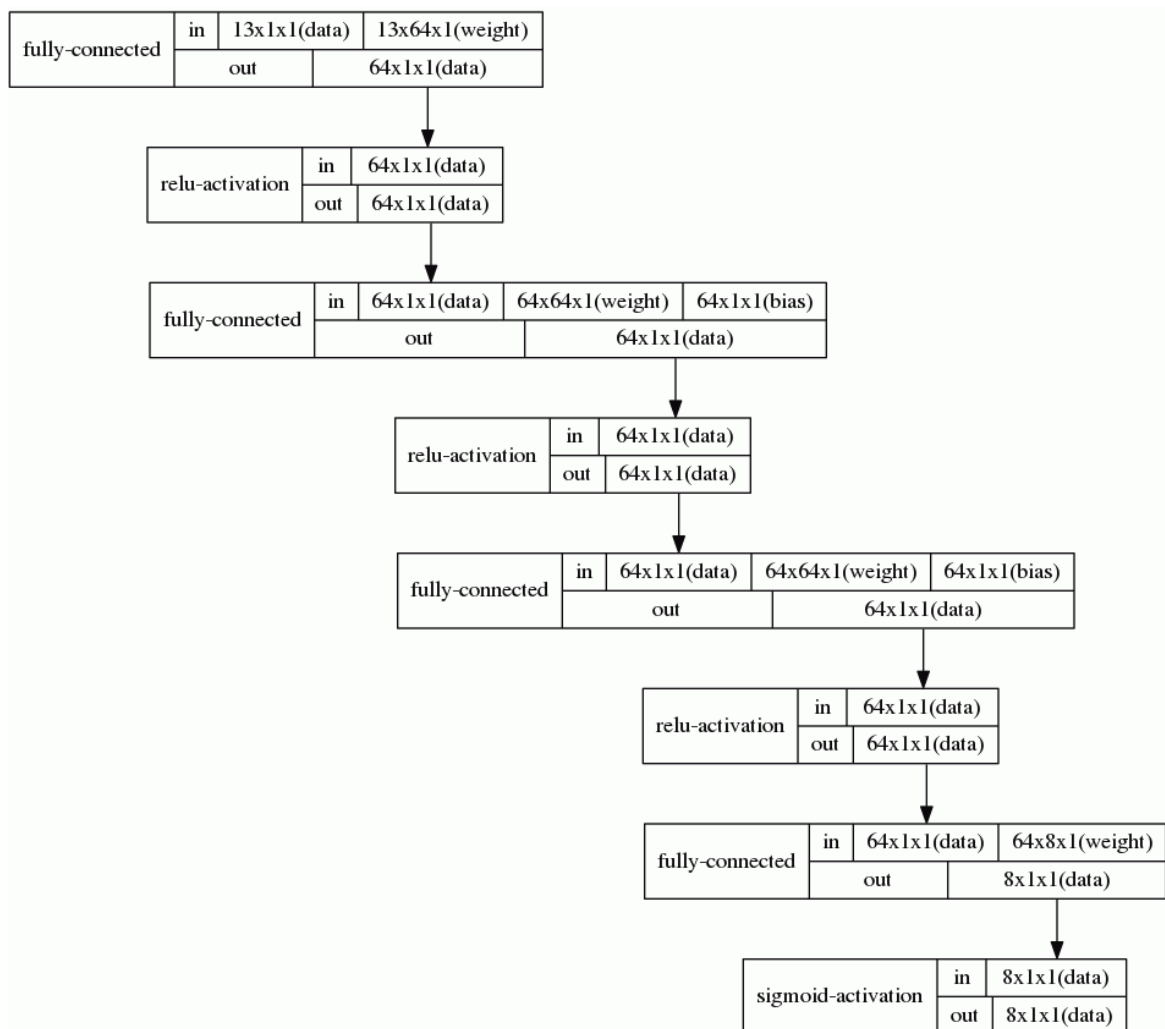 fully-connected in 13x1x1(data) 13x64x1(weight)
out 64x1x1(data)
relu-activation in 64x1x1(data)
out 64x1x1(data)
fully-connected in 64x1x1(data) 64x64x1(weight) 64x1x1(bias)
out 64x1x1(data)
relu-activation in 64x1x1(data)
out 64x1x1(data)
fully-connected in 64x1x1(data) 64x64x1(weight) 64x1x1(bias)
out 64x1x1(data)
relu-activation in 64x1x1(data)
out 64x1x1(data)
fully-connected in 64x1x1(data) 64x8x1(weight)
out 8x1x1(data)
sigmoid-activation in 8x1x1(data)
out 8x1x1(data)